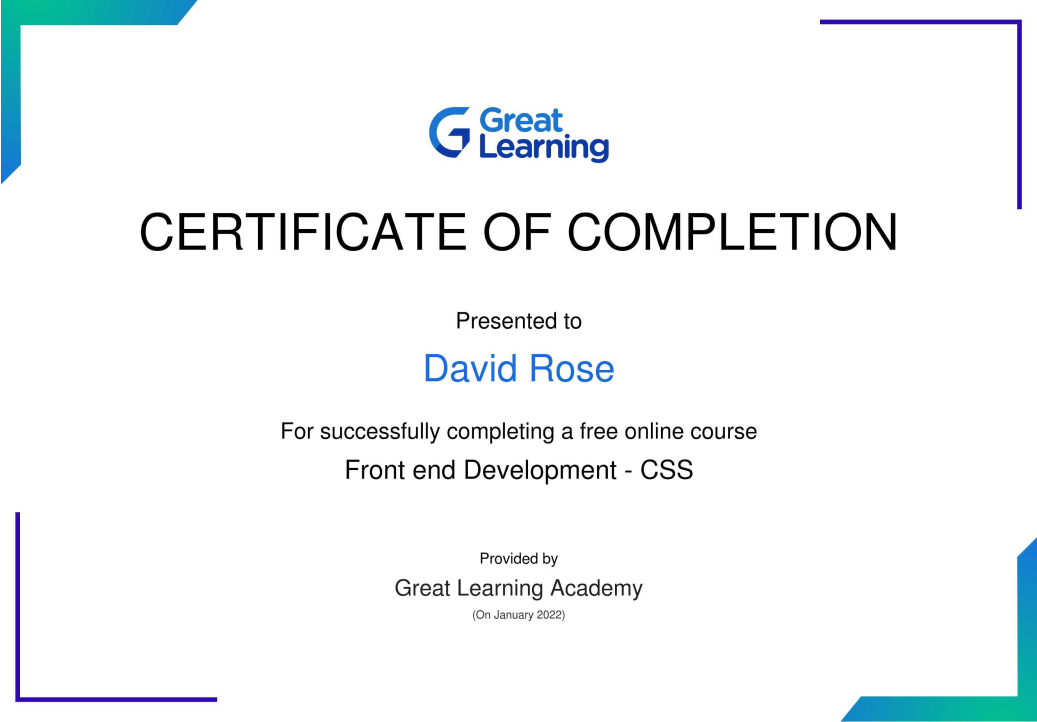 Great
Learning
CERTIFICATE OF COMPLETION
Presented to
David Rose
For successfully completing a free online course
Front end Development - CSS
Provided by
Great Learning Academy
(On January 2022)